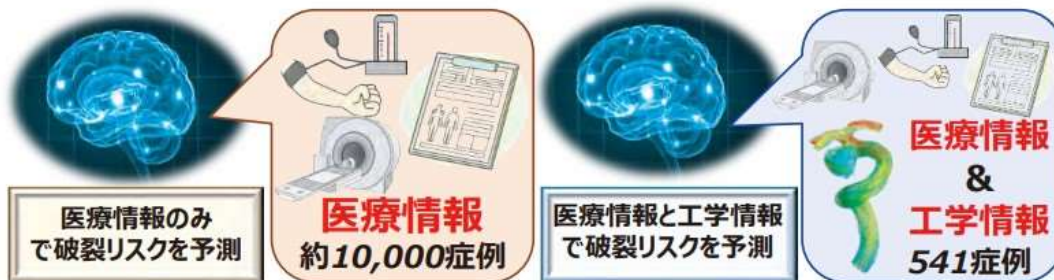 医療情報のみ
で破裂リスクを予測
医療情報
約10,000症例
医療情報と工学情報
で破裂リスクを予測
医療情報
&
工学情報
541症例